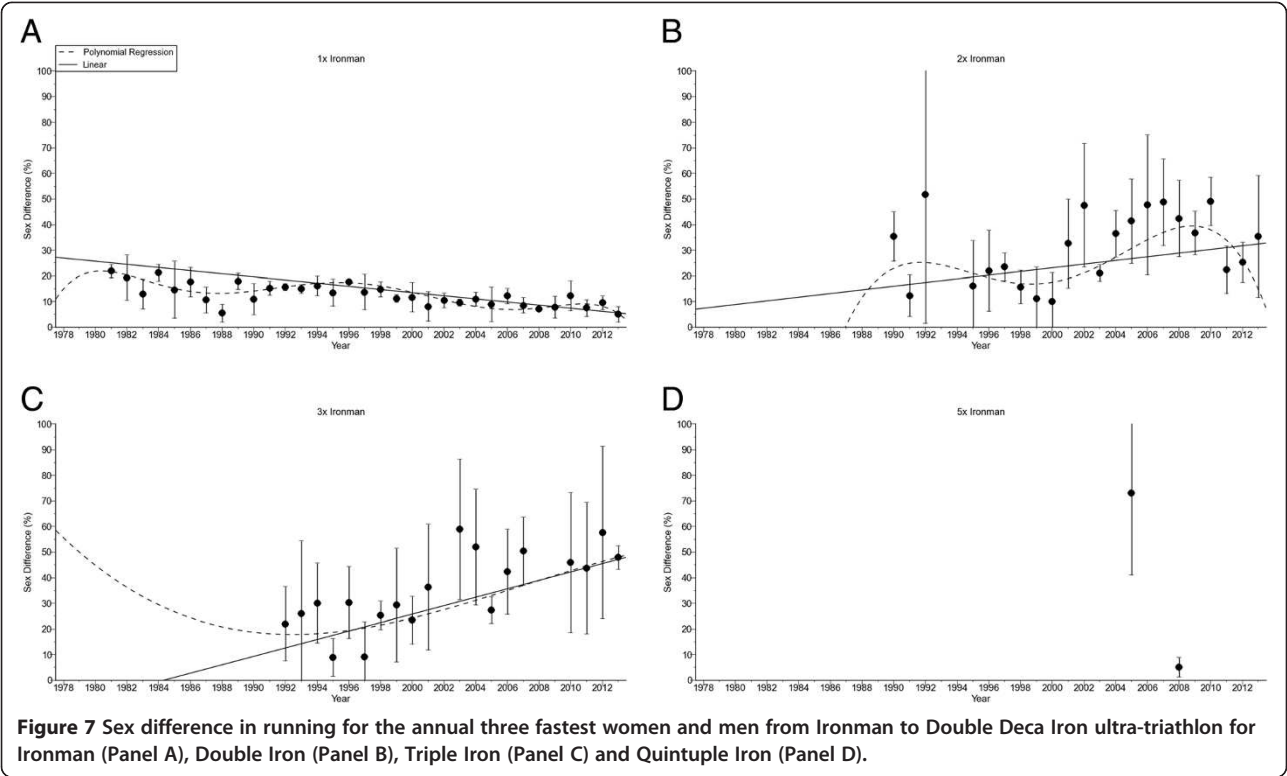 A
Polynomial Regression
Linear
1x Ironman
100
90
80
70
60
50
40
30
20
10
0
Sex Difference (%)
1978 1980 1982 1984 1986 1988 1990 1992 1994 1996 1998 2000 2002 2004 2006 2008 2010 2012
Year
B
2x Ironman
100
90
80
70
60
50
40
30
20
10
0
Sex Difference (%)
1978 1980 1982 1984 1986 1988 1990 1992 1994 1996 1998 2000 2002 2004 2006 2008 2010 2012
Year
C
3x Ironman
100
90
80
70
60
50
40
30
20
10
0
Sex Difference (%)
1978 1980 1982 1984 1986 1988 1990 1992 1994 1996 1998 2000 2002 2004 2006 2008 2010 2012
Year
D
5x Ironman
100
90
80
70
60
50
40
30
20
10
0
Sex Difference (%)
1978 1980 1982 1984 1986 1988 1990 1992 1994 1996 1998 2000 2002 2004 2006 2008 2010 2012
Year
Figure 7 Sex difference in running for the annual three fastest women and men from Ironman to Double Deca Iron ultra-triathlon for
Ironman (Panel A), Double Iron (Panel B), Triple Iron (Panel C) and Quintuple Iron (Panel D).